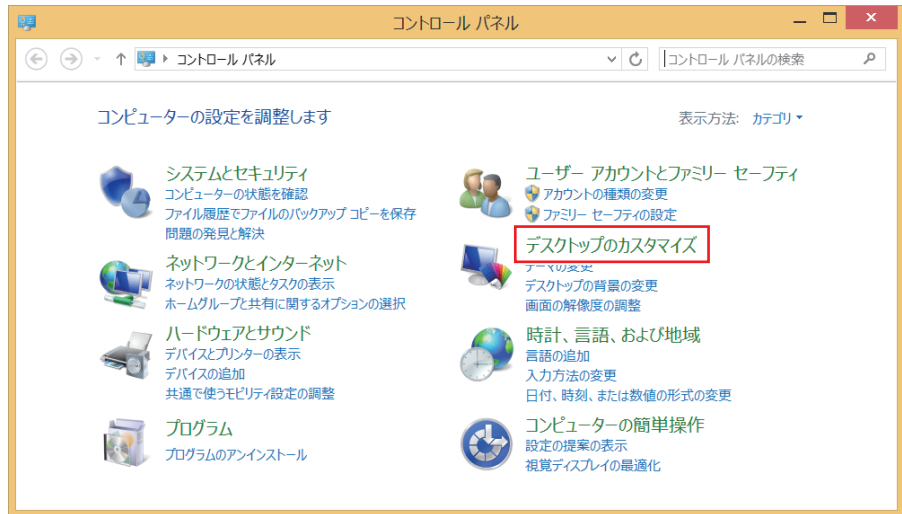 コントロール パネル
コントロール パネル
コントロール パネルの検索
コンピューターの設定を調整します
表示方法: カテゴリ
システムとセキュリティ
コンピューターの状態を確認
ファイル履歴でファイルのバックアップ コピーを保存
問題の発見と解決
ネットワークとインターネット
ネットワークの状態とタスクの表示
ホームグループと共有に関するオプションの選択
ハードウェアとサウンド
デバイスとプリンターの表示
デバイスの追加
共通で使うモビリティ設定の調整
プログラム
プログラムのアンインストール
ユーザー アカウントとファミリー セーフティ
アカウントの種類の変更
ファミリー セーフティの設定
デスクトップのカスタマイズ
テーマの変更
デスクトップの背景の変更
画面の解像度の調整
時計、言語、および地域
言語の追加
入力方法の変更
日付、時刻、または数値の形式の変更
コンピューターの簡単操作
設定の提案の表示
視覚ディスプレイの最適化